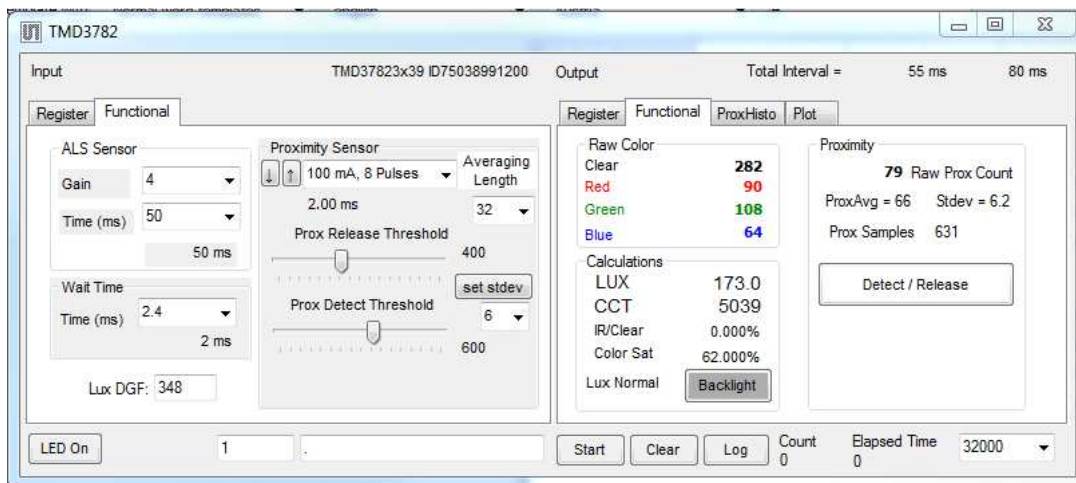 TMD3782
Input
TMD37823x39 ID75038991200
Register Functional
ALS Sensor
Gain 4
Time (ms) 50
50 ms
Wait Time
Time (ms) 2.4
2 ms
Lux DGF: 348
Proximity Sensor
↓ ↑ 100 mA, 8 Pulses
2.00 ms
Averaging
Length
32
Prox Release Threshold
400
set stdev
6
Prox Detect Threshold
600
Output
Total Interval = 55 ms 80 ms
Register Functional ProxHisto Plot
Raw Color
Clear 282
Red 90
Green 108
Blue 64
Calculations
LUX 173.0
CCT 5039
IR/Clear 0.000%
Color Sat 62.000%
Lux Normal Backlight
Proximity
79 Raw Prox Count
ProxAvg = 66 Stdev = 6.2
Prox Samples 631
Detect / Release
LED On 1 .
Start Clear Log
Count
0
Elapsed Time
0
32000